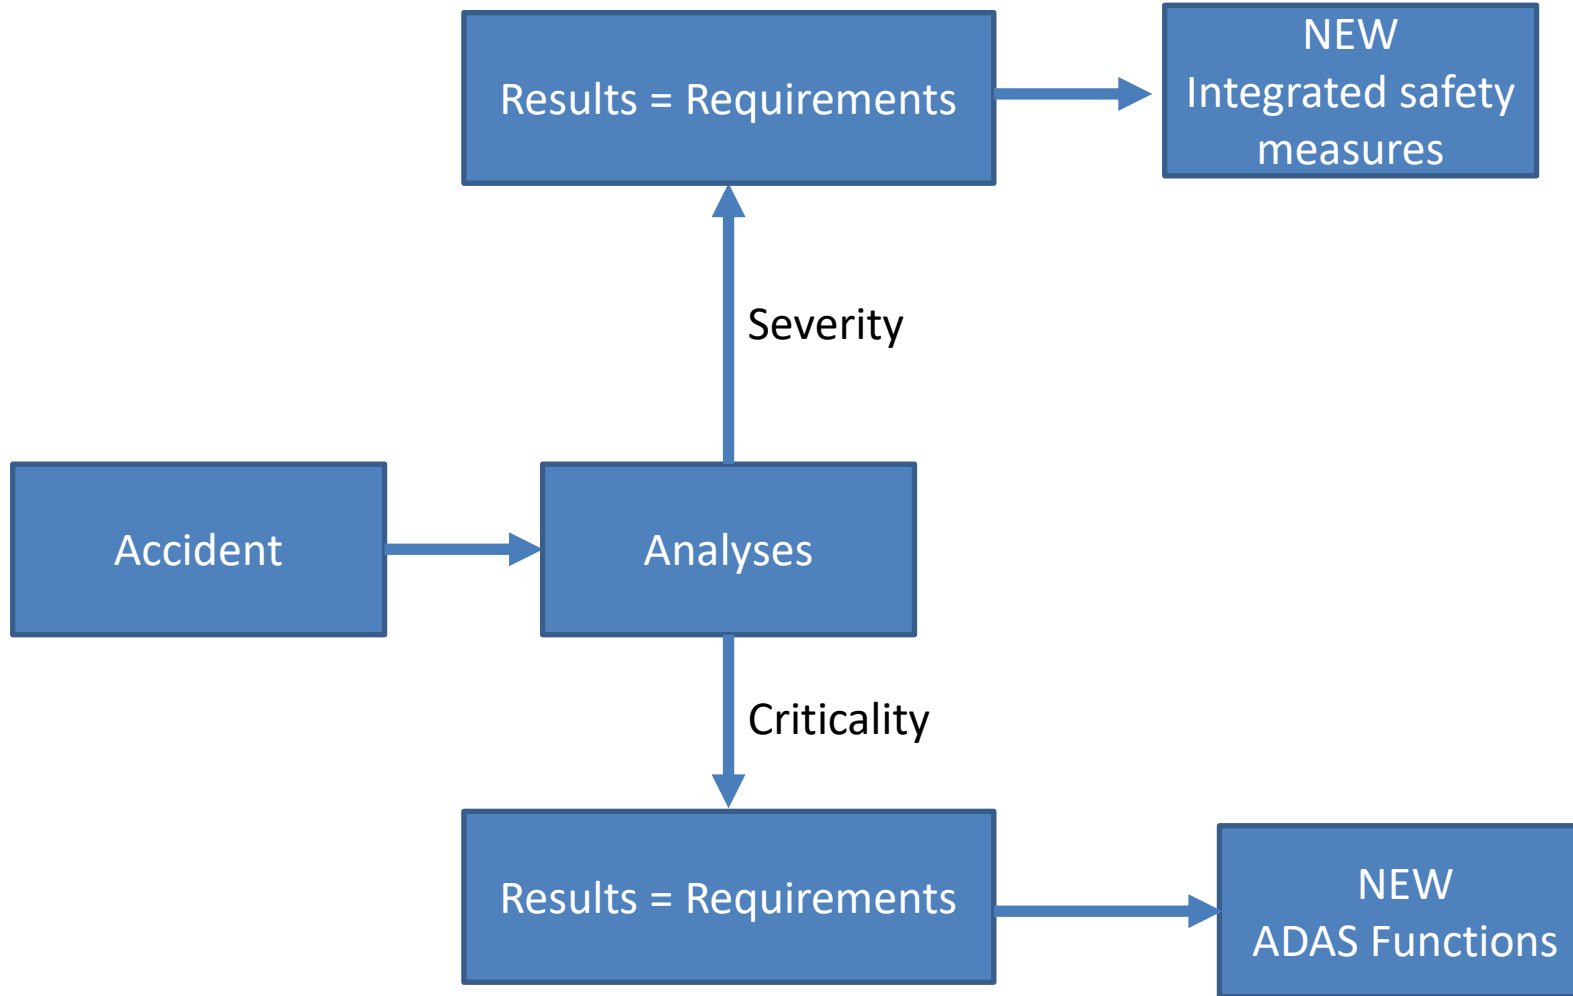 NEW
Integrated safety
measures
Results = Requirements
Severity
Accident
Analyses
Criticality
Results = Requirements
NEW
ADAS Functions